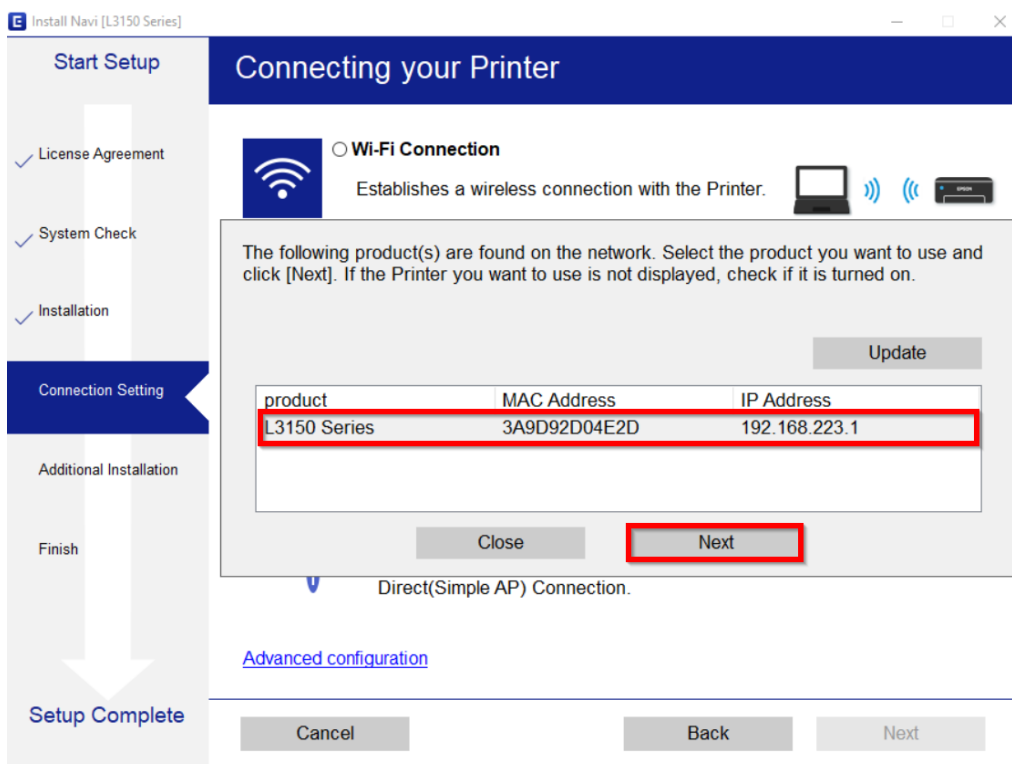 Install Navi [L3150 Series]
Start Setup
License Agreement
System Check
Installation
Connection Setting
Additional Installation
Finish
Setup Complete
Connecting your Printer
Wi-Fi Connection
Establishes a wireless connection with the Printer.
EPSON
The following product(s) are found on the network. Select the product you want to use and
click [Next]. If the Printer you want to use is not displayed, check if it is turned on.
Update
product MAC Address IP Address
L3150 Series 3A9D92D04E2D 192.168.223.1
Close Next
Direct(Simple AP) Connection.
Advanced configuration
Cancel Back Next